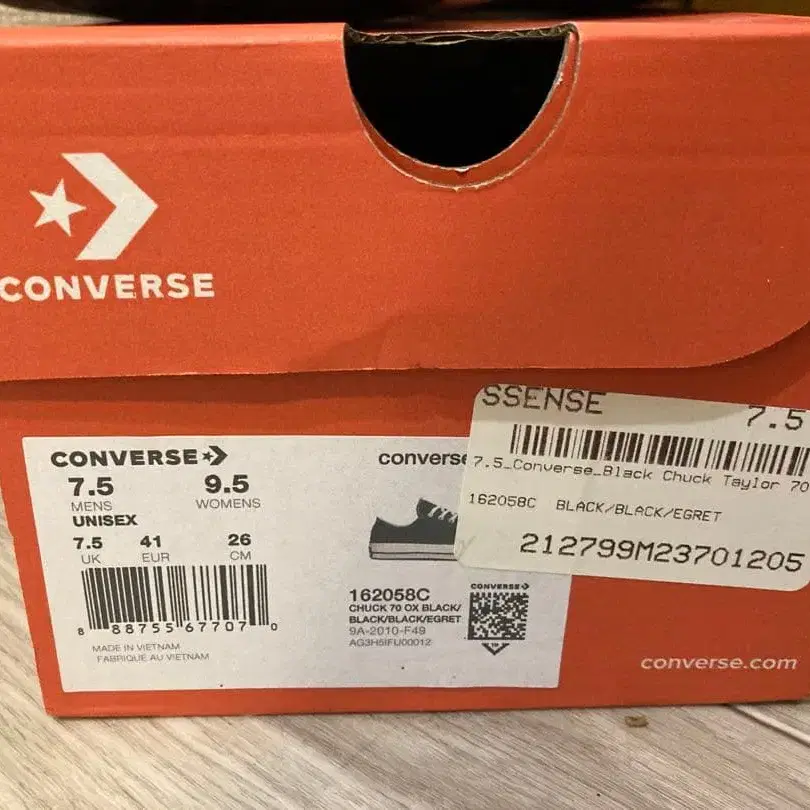 CONVERSE
CONVERSE
7.5 9.5
MENS WOMENS
UNISEX
7.5 41 26
UK EUR CM
8 88755 67707 0
MADE IN VIETNAM
FABRIQUE AU VIETNAM
converse
162058C
CHUCK 70 OX BLACK/
BLACK/BLACK/EGRET
9A-2010-F49
AG3H5IFU00012
CONVERSE
SSENSE 7.5
7.5_Converse_Black Chuck Taylor 70
162058C BLACK/BLACK/EGRET
212799M23701205
converse.com